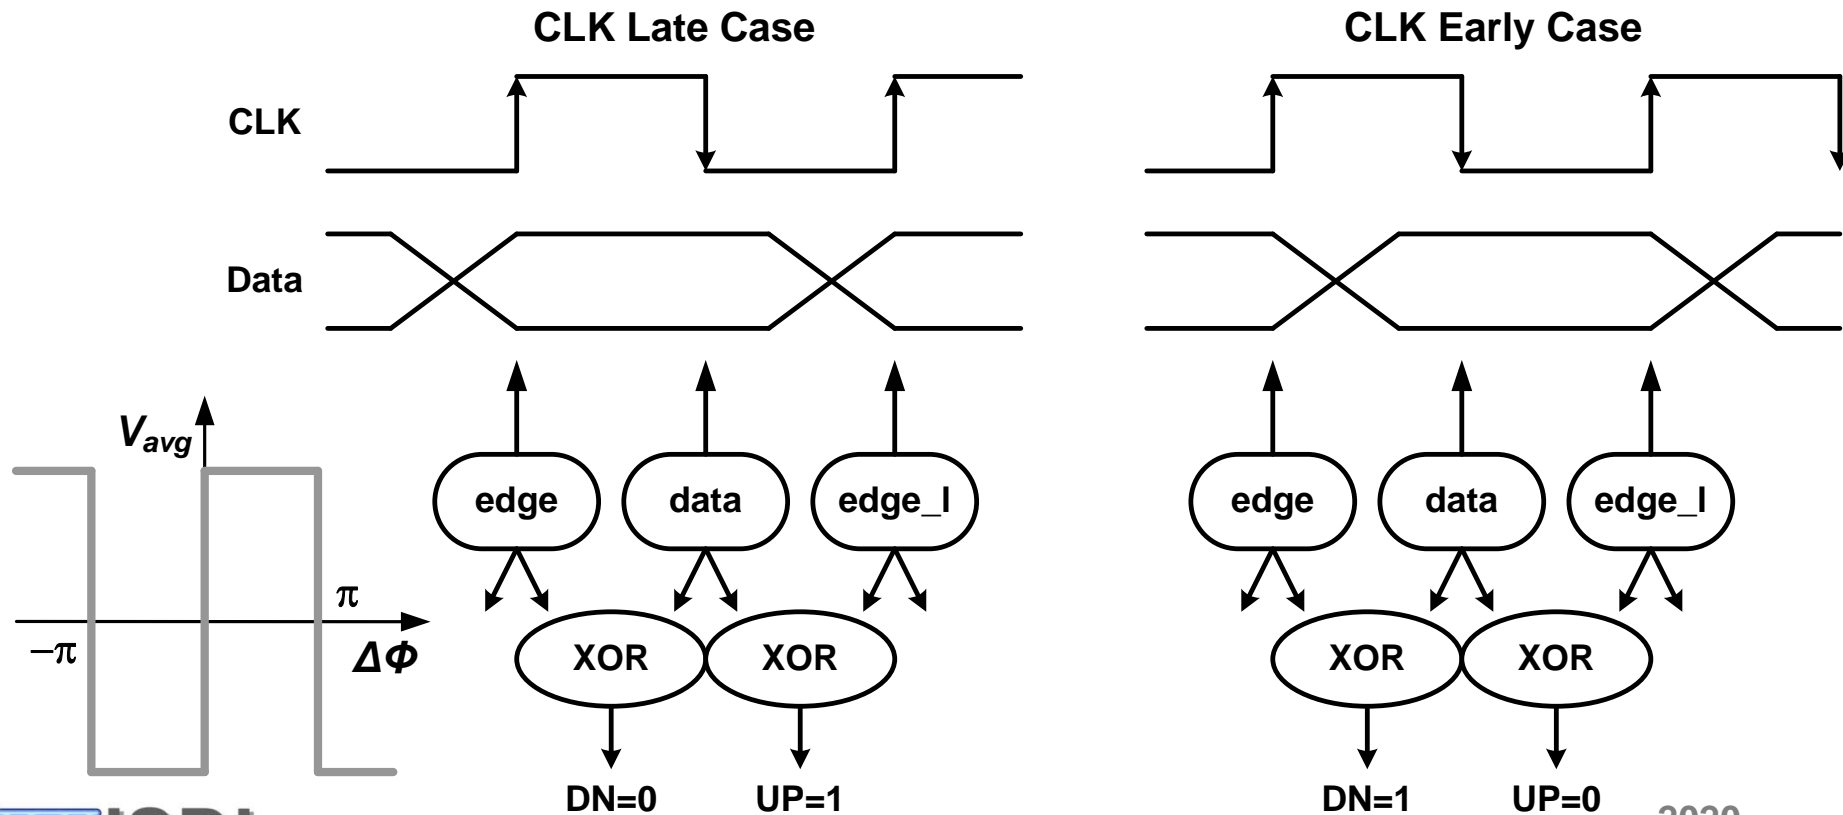 CLK Late Case
CLK Early Case
CLK
Data
V_avg
π
−π
ΔΦ
edge
data
edge_l
edge
data
edge_l
XOR
XOR
XOR
XOR
DN=0
UP=1
DN=1
UP=0